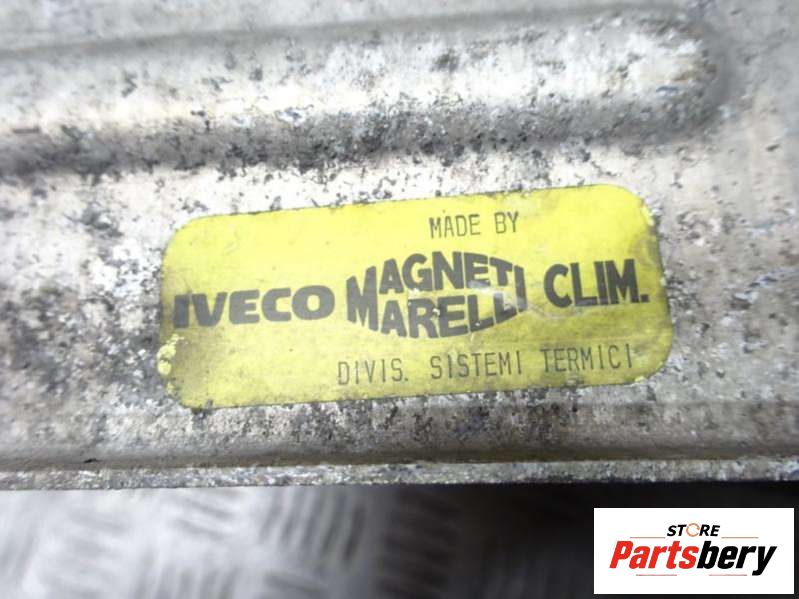 MADE BY
IVECO MAGNETI MARELLI CLIM.
DIVIS. SISTEMI TERMICI
STORE
Partsbery